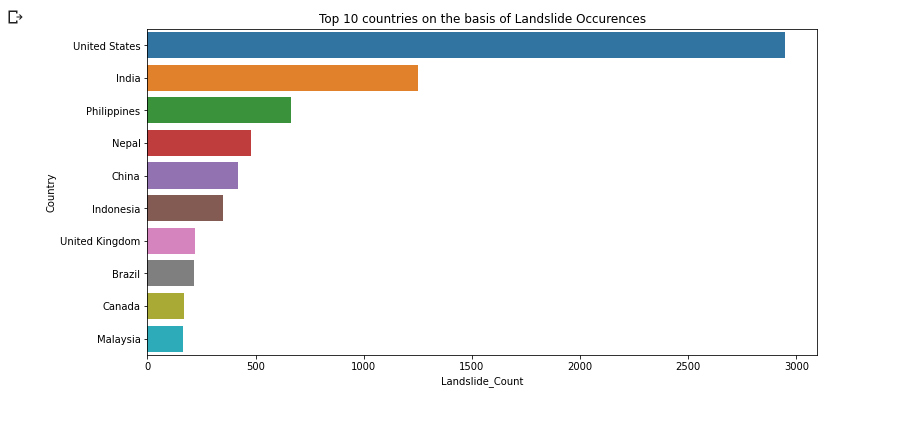 Top 10 countries on the basis of Landslide Occurences
United States
India
Philippines
Nepal
China
Indonesia
United Kingdom
Brazil
Canada
Malaysia
Country
0 500 1000 1500 2000 2500 3000
Landslide_Count